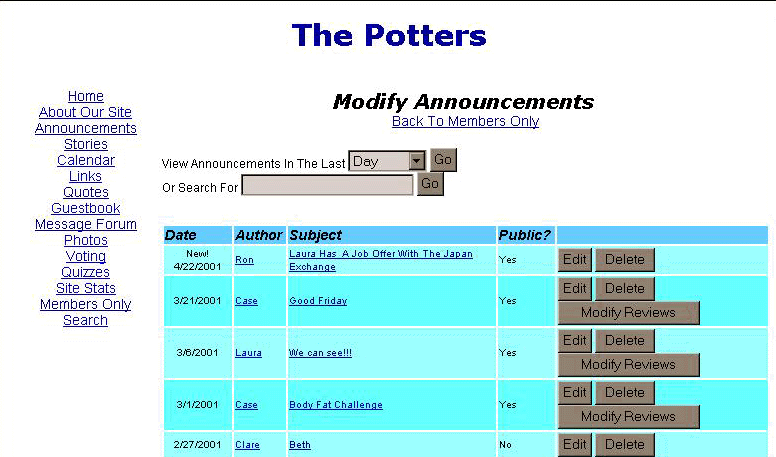 The Potters
Home
About Our Site
Announcements
Stories
Calendar
Links
Quotes
Guestbook
Message Forum
Photos
Voting
Quizzes
Site Stats
Members Only
Search
Modify Announcements
Back To Members Only
View Announcements In The Last Day Go
Or Search For Go
Date Author Subject Public?
New!
4/22/2001 Ron Laura Has A Job Offer With The Japan
Exchange Yes Edit Delete
3/21/2001 Case Good Friday Yes Edit Delete
Modify Reviews
3/6/2001 Laura We can see!!! Yes Edit Delete
Modify Reviews
3/1/2001 Case Body Fat Challenge Yes Edit Delete
Modify Reviews
2/27/2001 Clare Beth No Edit Delete